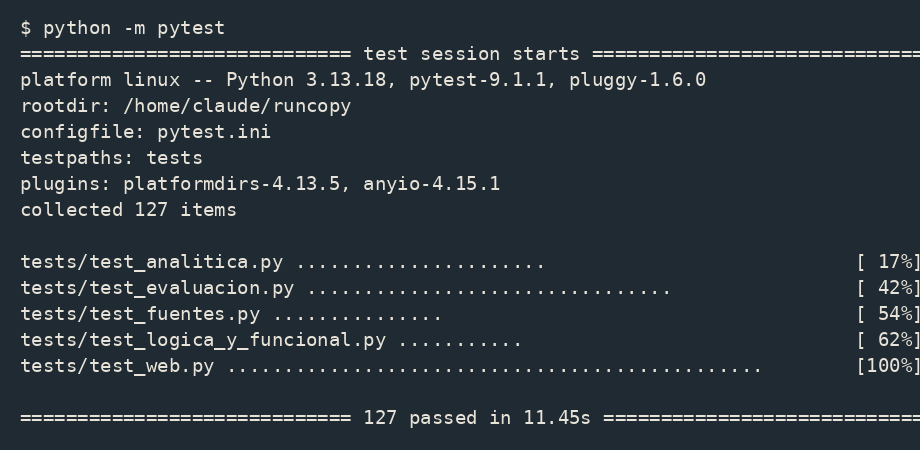 $ python -m pytest
============================= test session starts =============================
platform linux -- Python 3.13.18, pytest-9.1.1, pluggy-1.6.0
rootdir: /home/claude/runcopy
configfile: pytest.ini
testpaths: tests
plugins: platformdirs-4.13.5, anyio-4.15.1
collected 127 items
tests/test_analitica.py ...................... [ 17%]
tests/test_evaluacion.py ................................ [ 42%]
tests/test_fuentes.py ............... [ 54%]
tests/test_logica_y_funcional.py ........... [ 62%]
tests/test_web.py ............................................... [100%]
============================= 127 passed in 11.45s ============================